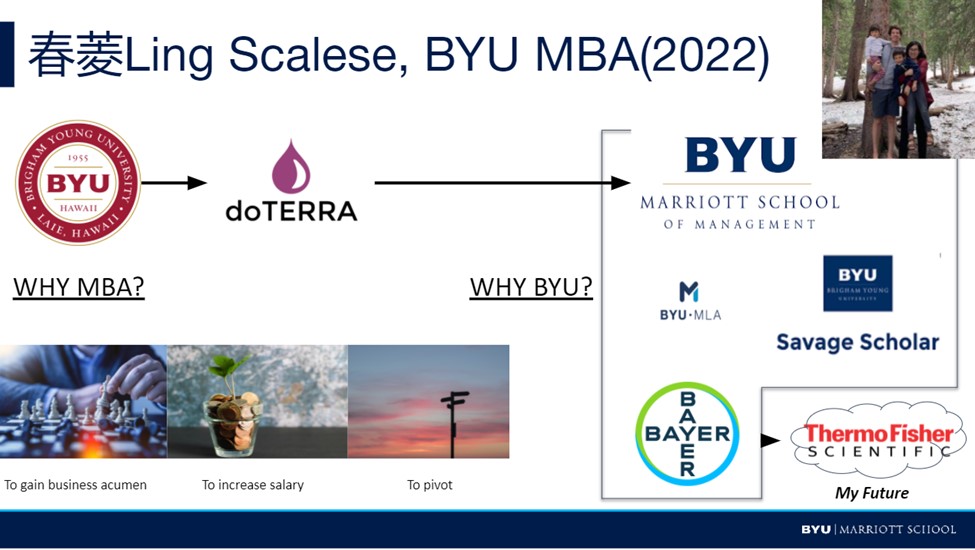 春菱Ling Scalese, BYU MBA(2022)
BRIGHAM YOUNG UNIVERSITY
1955
BYU
HAWAII
LAIE, HAWAII
doTERRA
BYU
MARRIOTT SCHOOL
OF MANAGEMENT
WHY MBA?
WHY BYU?
BYU·MLA
BYU
BRIGHAM YOUNG
UNIVERSITY
Savage Scholar
BAYER
BAYER
ThermoFisher
SCIENTIFIC
My Future
To gain business acumen
To increase salary
To pivot
BYU | MARRIOTT SCHOOL